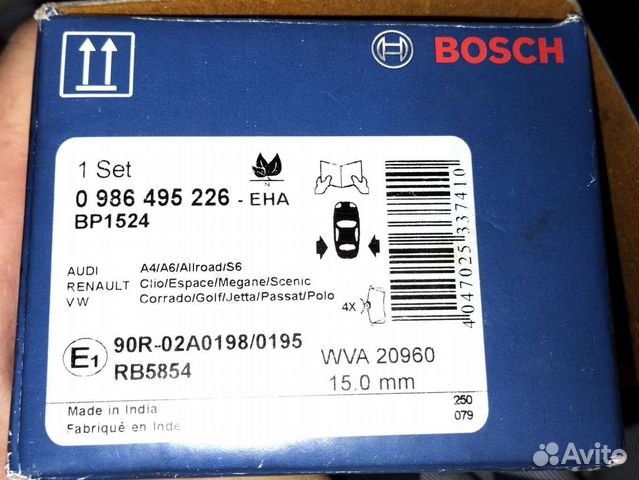 BOSCH
1 Set
0 986 495 226 - EHA
BP1524
N
AUDI A4/A6/Allroad/S6
RENAULT Clio/Espace/Megane/Scenic
VW Corrado/Golf/Jetta/Passat/Polo
4X
4047025337410
E1 90R-02A0198/0195
RB5854
WVA 20960
15.0 mm
Made in India
Fabriqué en Inde
250
079
Avito